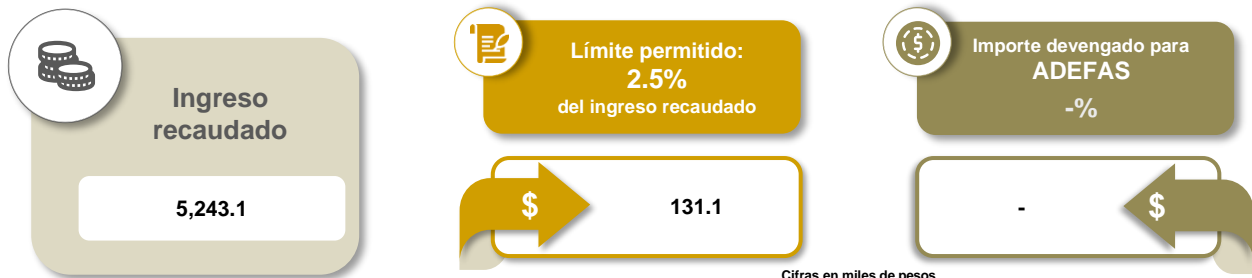 Ingreso
recaudado
5,243.1
Límite permitido:
2.5%
del ingreso recaudado
$
131.1
Importe devengado para
ADEFAS
-%
-
$
Cifras en miles de pesos